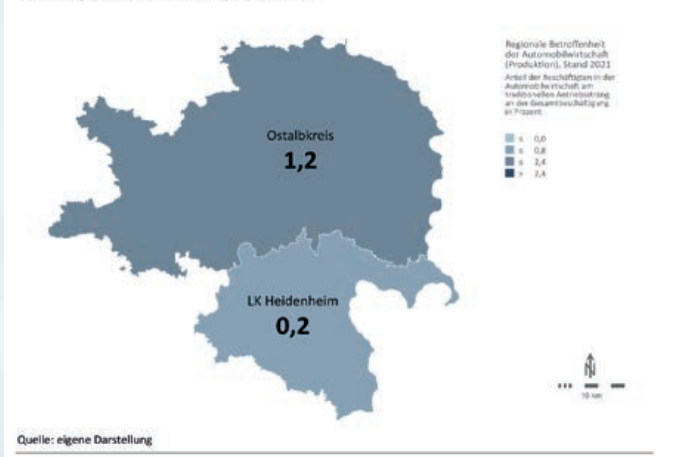 Regionale Betroffenheit
der Automobilwirtschaft
(Produktion), Stand 2021
Anteil der Beschäftigten in der
Automobilwirtschaft am
traditionellen Antriebsstrang
an der Gesamtbeschäftigung
in Prozent
≤ 0,0
≤ 0,8
≤ 2,4
> 2,4
Ostalbkreis
1,2
LK Heidenheim
0,2
N
10 km
Quelle: eigene Darstellung